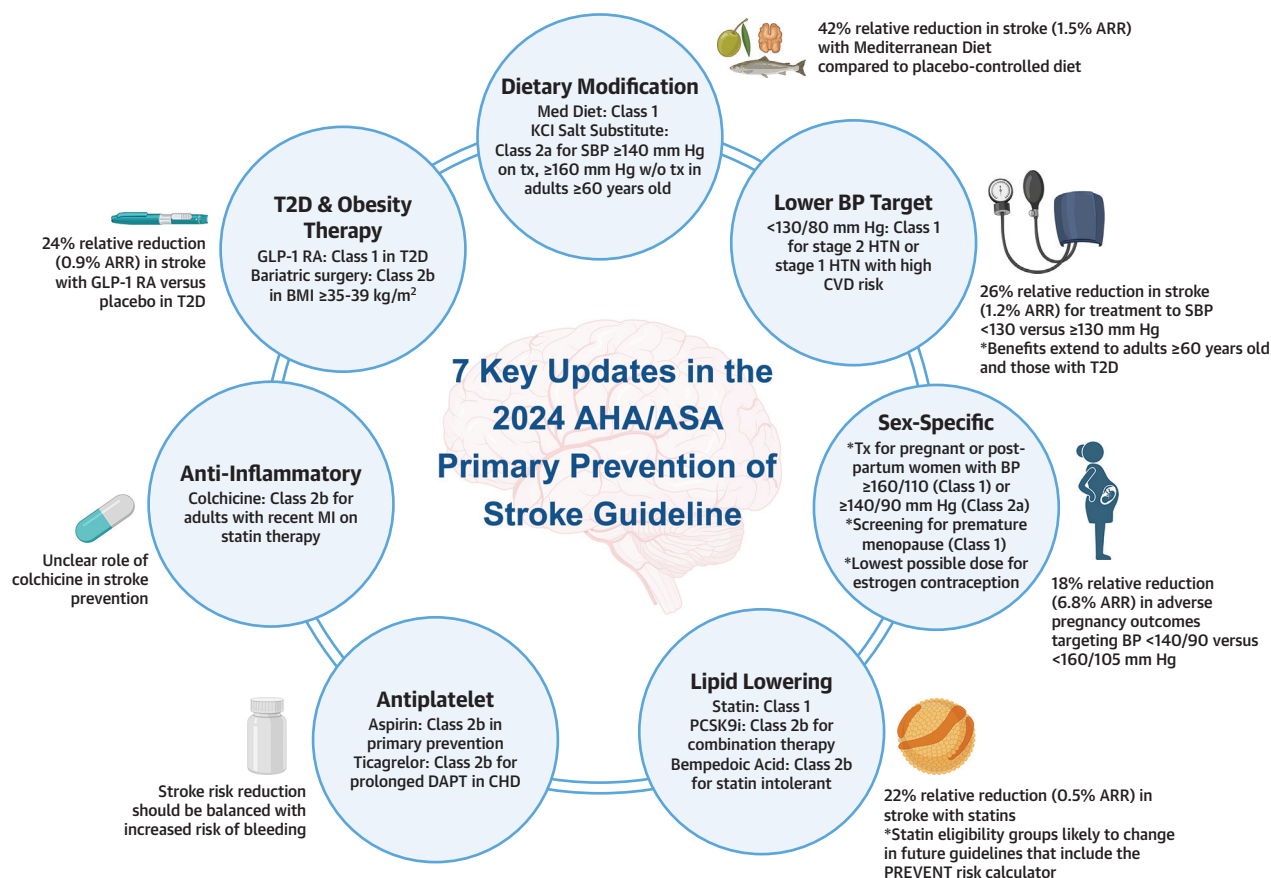 42% relative reduction in stroke (1.5% ARR)
with Mediterranean Diet
compared to placebo-controlled diet
Dietary Modification
Med Diet: Class 1
KCI Salt Substitute:
Class 2a for SBP ≥140 mm Hg
on tx, ≥160 mm Hg w/o tx in
adults ≥60 years old
Lower BP Target
<130/80 mm Hg: Class 1
for stage 2 HTN or
stage 1 HTN with high
CVD risk
26% relative reduction in stroke
(1.2% ARR) for treatment to SBP
<130 versus ≥130 mm Hg
*Benefits extend to adults ≥60 years old
and those with T2D
T2D & Obesity
Therapy
GLP-1 RA: Class 1 in T2D
Bariatric surgery: Class 2b
in BMI ≥35-39 kg/m²
24% relative reduction
(0.9% ARR) in stroke
with GLP-1 RA versus
placebo in T2D
7 Key Updates in the
2024 AHA/ASA
Primary Prevention of
Stroke Guideline
Sex-Specific
*Tx for pregnant or post-
partum women with BP
≥160/110 (Class 1) or
≥140/90 mm Hg (Class 2a)
*Screening for premature
menopause (Class 1)
*Lowest possible dose for
estrogen contraception
18% relative reduction
(6.8% ARR) in adverse
pregnancy outcomes
targeting BP <140/90 versus
<160/105 mm Hg
Anti-Inflammatory
Colchicine: Class 2b for
adults with recent MI on
statin therapy
Unclear role of
colchicine in stroke
prevention
Antiplatelet
Aspirin: Class 2b in
primary prevention
Ticagrelor: Class 2b for
prolonged DAPT in CHD
Stroke risk reduction
should be balanced with
increased risk of bleeding
Lipid Lowering
Statin: Class 1
PCSK9i: Class 2b for
combination therapy
Bempedoic Acid: Class 2b
for statin intolerant
22% relative reduction (0.5% ARR) in
stroke with statins
*Statin eligibility groups likely to change
in future guidelines that include the
PREVENT risk calculator